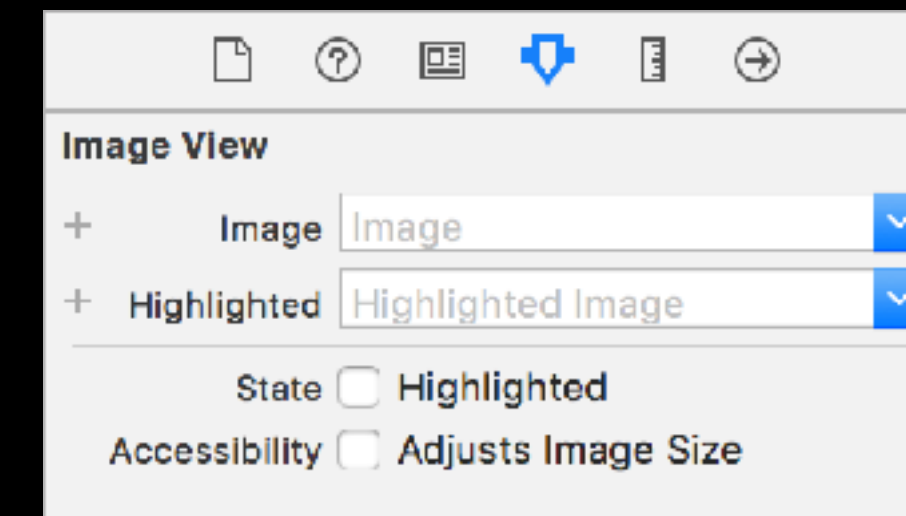 Image View
Image Image
Highlighted Highlighted Image
State Highlighted
Accessibility Adjusts Image Size